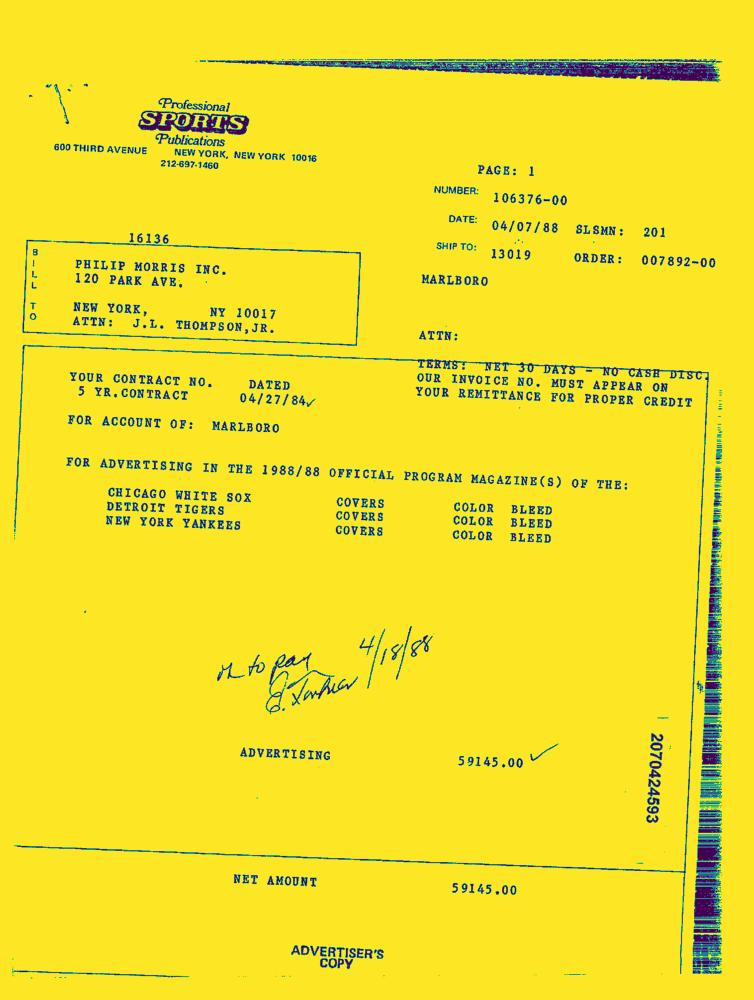 Professional
SPORTS
Publications
600 THIRD AVENUE NEW YORK, NEW YORK 10016
212-697-1460
PAGE: 1
NUMBER: 106376-00
DATE: 04/07/88 SLSMN: 201
SHIP TO: 13019 ORDER: 007892-00
MARLBORO
ATTN:
16136
BILL TO
PHILIP MORRIS INC.
120 PARK AVE.
NEW YORK, NY 10017
ATTN: J.L. THOMPSON,JR.
TERMS: NET 30 DAYS - NO CASH DISC.
OUR INVOICE NO. MUST APPEAR ON
YOUR REMITTANCE FOR PROPER CREDIT
YOUR CONTRACT NO. DATED
5 YR.CONTRACT 04/27/84
FOR ACCOUNT OF: MARLBORO
FOR ADVERTISING IN THE 1988/88 OFFICIAL PROGRAM MAGAZINE(S) OF THE:
CHICAGO WHITE SOX COVERS COLOR BLEED
DETROIT TIGERS COVERS COLOR BLEED
NEW YORK YANKEES COVERS COLOR BLEED
ok to pay 4/18/88
ADVERTISING 59145.00
2070424593
NET AMOUNT 59145.00
ADVERTISER'S
COPY